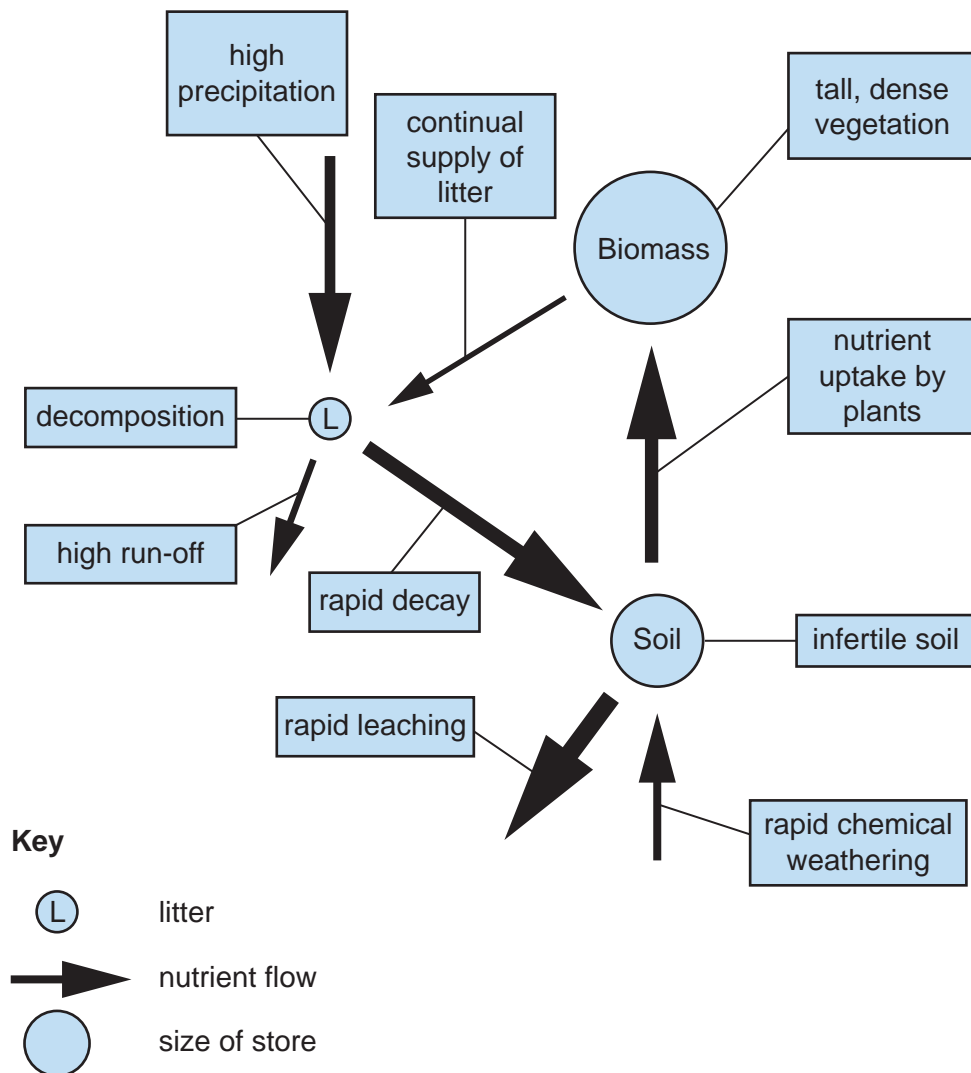 high
precipitation
continual
supply of
litter
tall, dense
vegetation
Biomass
nutrient
uptake by
plants
decomposition
L
high run-off
rapid decay
Soil
infertile soil
rapid leaching
rapid chemical
weathering
Key
L
litter
nutrient flow
size of store